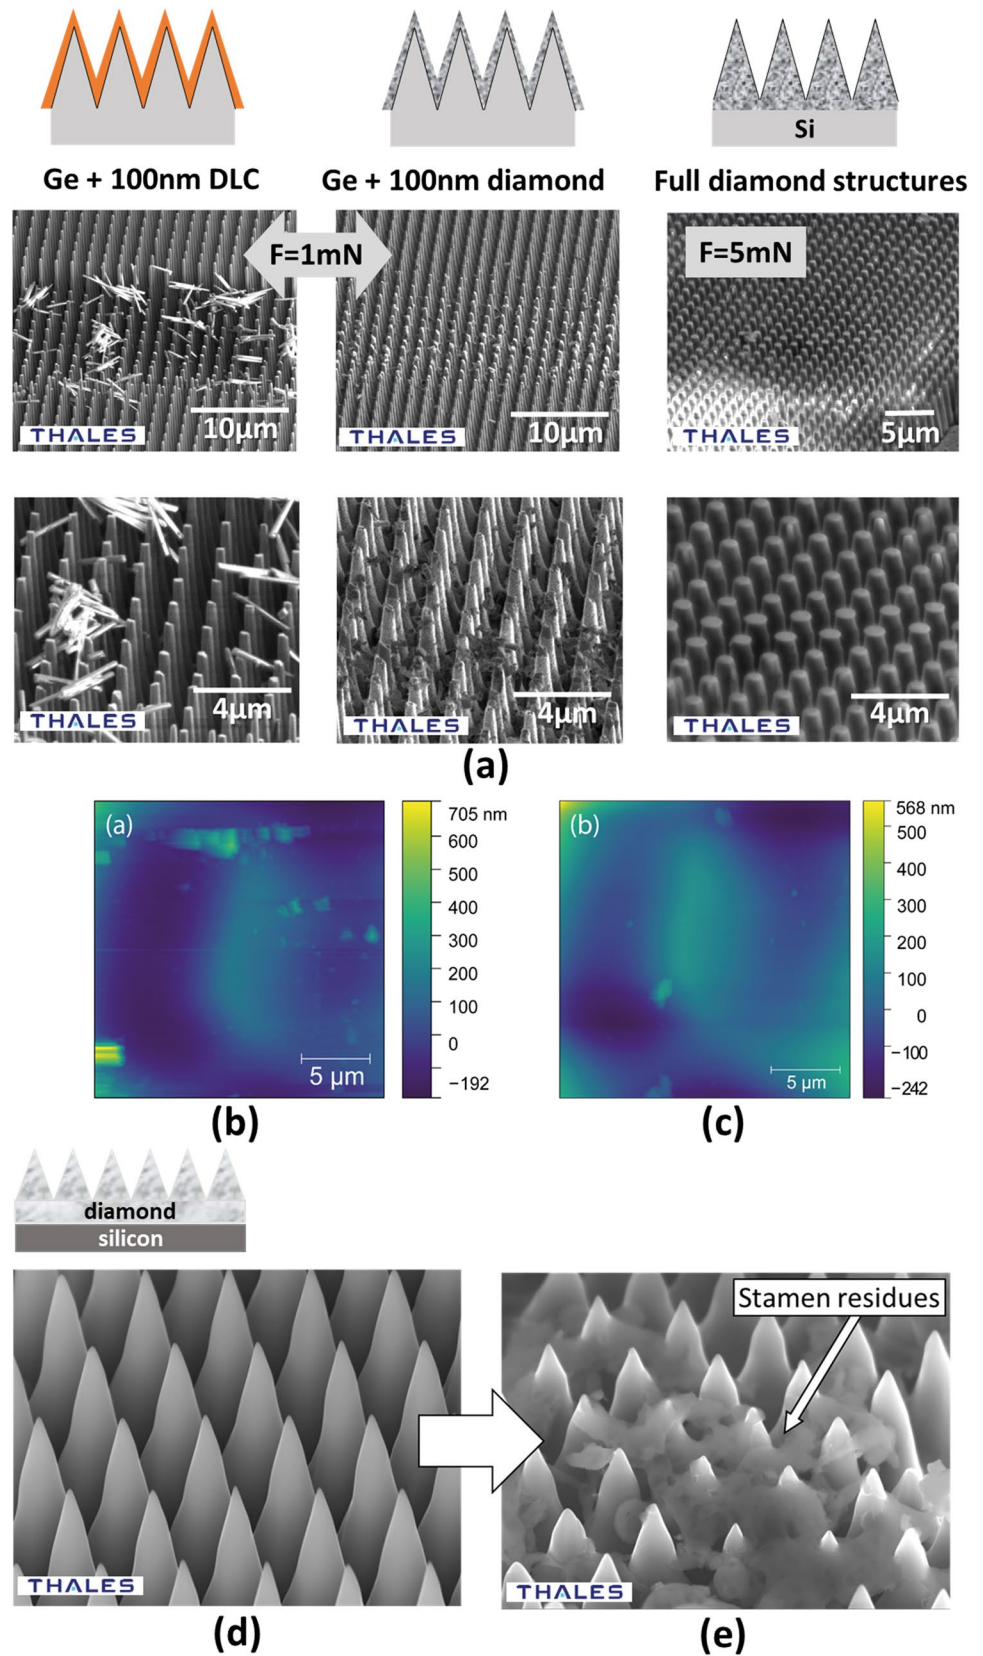 Si
Ge + 100nm DLC
Ge + 100nm diamond
Full diamond structures
F=1mN
F=5mN
10µm
THALES
10µm
THALES
5µm
THALES
4µm
THALES
4µm
THALES
4µm
THALES
(a)
(a)
705 nm
600
500
400
300
200
100
0
−192
5 µm
(b)
568 nm
500
400
300
200
100
0
−100
−242
5 µm
(b)
(c)
diamond
silicon
Stamen residues
THALES
THALES
(d)
(e)